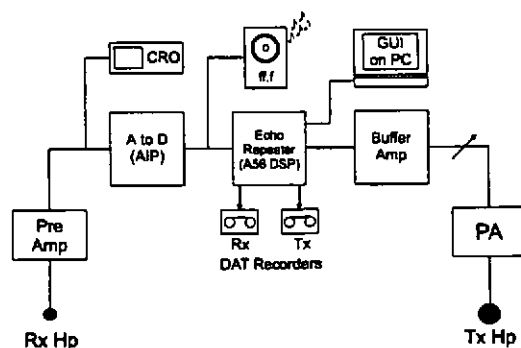 CRO
ff,f
GUI
on PC
A to D
(AIP)
Echo
Repeater
(A56 DSP)
Buffer
Amp
Pre
Amp
Rx
Tx
DAT Recorders
PA
Rx Hp
Tx Hp